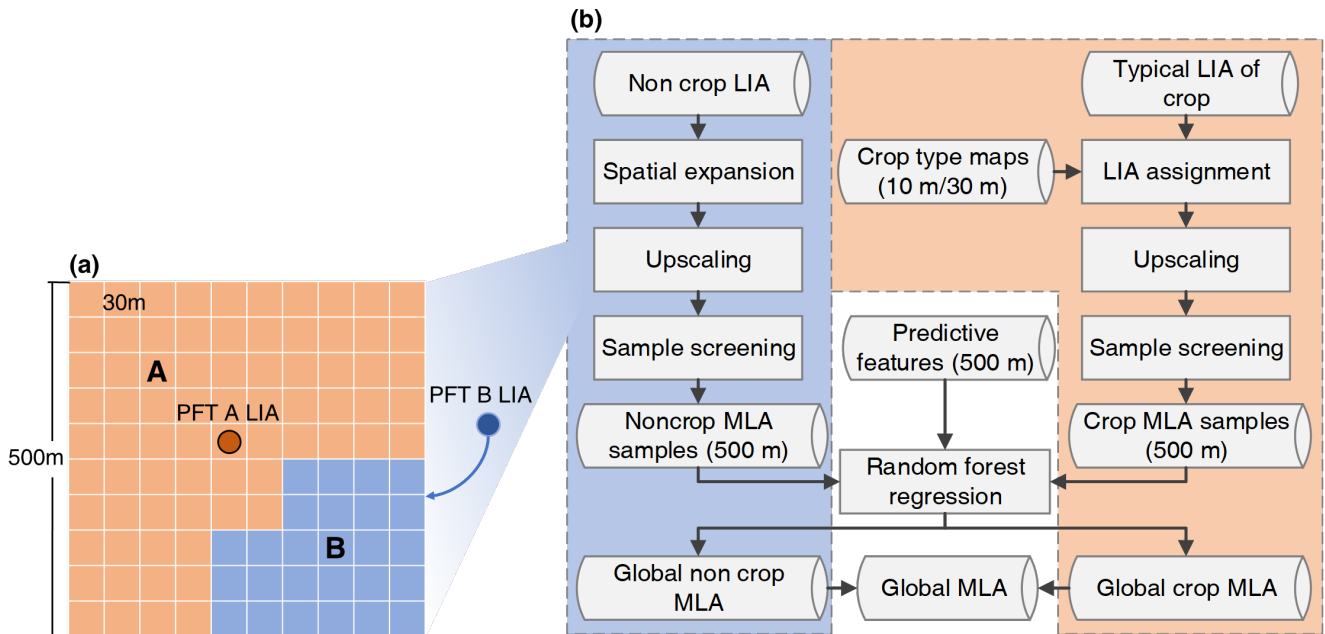 (a)
30m
A
PFT A LIA
500m
B
PFT B LIA
(b)
Non crop LIA
Spatial expansion
Upscaling
Sample screening
Noncrop MLA
samples (500 m)
Typical LIA of
crop
Crop type maps
(10 m/30 m)
LIA assignment
Upscaling
Sample screening
Crop MLA samples
(500 m)
Predictive
features (500 m)
Random forest
regression
Global non crop
MLA
Global MLA
Global crop MLA